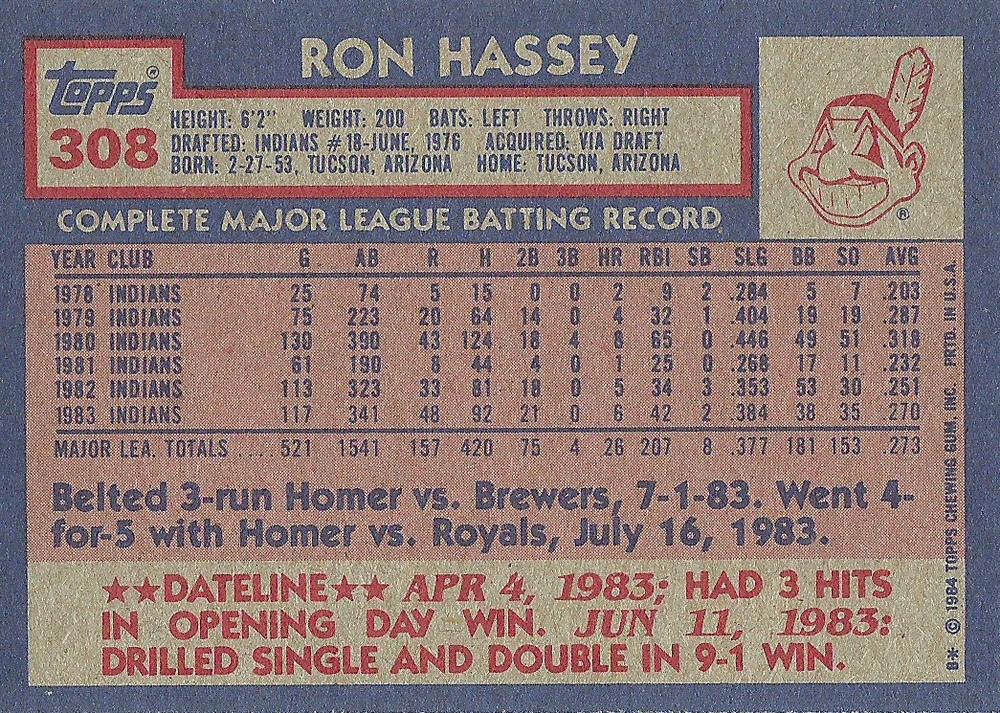 RON HASSEY
Topps®
308
HEIGHT: 6'2" WEIGHT: 200 BATS: LEFT THROWS: RIGHT
DRAFTED: INDIANS #18-JUNE, 1976 ACQUIRED: VIA DRAFT
BORN: 2-27-53, TUCSON, ARIZONA HOME: TUCSON, ARIZONA
®
COMPLETE MAJOR LEAGUE BATTING RECORD
YEAR CLUB G AB R H 2B 3B HR RBI SB SLG BB SO AVG
1978 INDIANS 25 74 5 15 0 0 2 9 2 .284 5 7 .203
1979 INDIANS 75 223 20 64 14 0 4 32 1 .404 19 19 .287
1980 INDIANS 130 390 43 124 18 4 8 65 0 .446 49 51 .318
1981 INDIANS 61 190 8 44 4 0 1 25 0 .268 17 11 .232
1982 INDIANS 113 323 33 81 18 0 5 34 3 .353 53 30 .251
1983 INDIANS 117 341 48 92 21 0 6 42 2 .384 38 35 .270
MAJOR LEA. TOTALS .... 521 1541 157 420 75 4 26 207 8 .377 181 153 .273
Belted 3-run Homer vs. Brewers, 7-1-83. Went 4-
for-5 with Homer vs. Royals, July 16, 1983.
★★DATELINE★★ APR 4, 1983: HAD 3 HITS
IN OPENING DAY WIN. JUN 11, 1983:
DRILLED SINGLE AND DOUBLE IN 9-1 WIN.
B* © 1984 TOPPS CHEWING GUM, INC. PRTD. IN U.S.A.